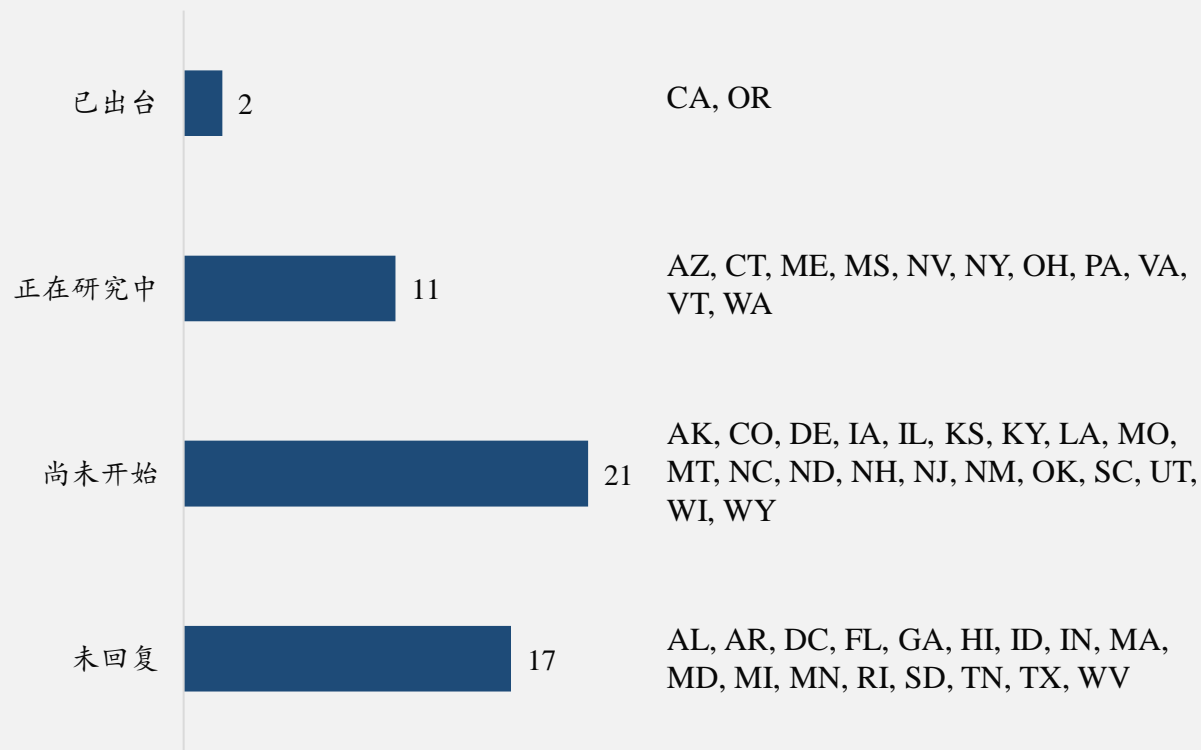 已出台
2
CA, OR
正在研究中
11
AZ, CT, ME, MS, NV, NY, OH, PA, VA,
VT, WA
尚未开始
21
AK, CO, DE, IA, IL, KS, KY, LA, MO,
MT, NC, ND, NH, NJ, NM, OK, SC, UT,
WI, WY
未回复
17
AL, AR, DC, FL, GA, HI, ID, IN, MA,
MD, MI, MN, RI, SD, TN, TX, WV